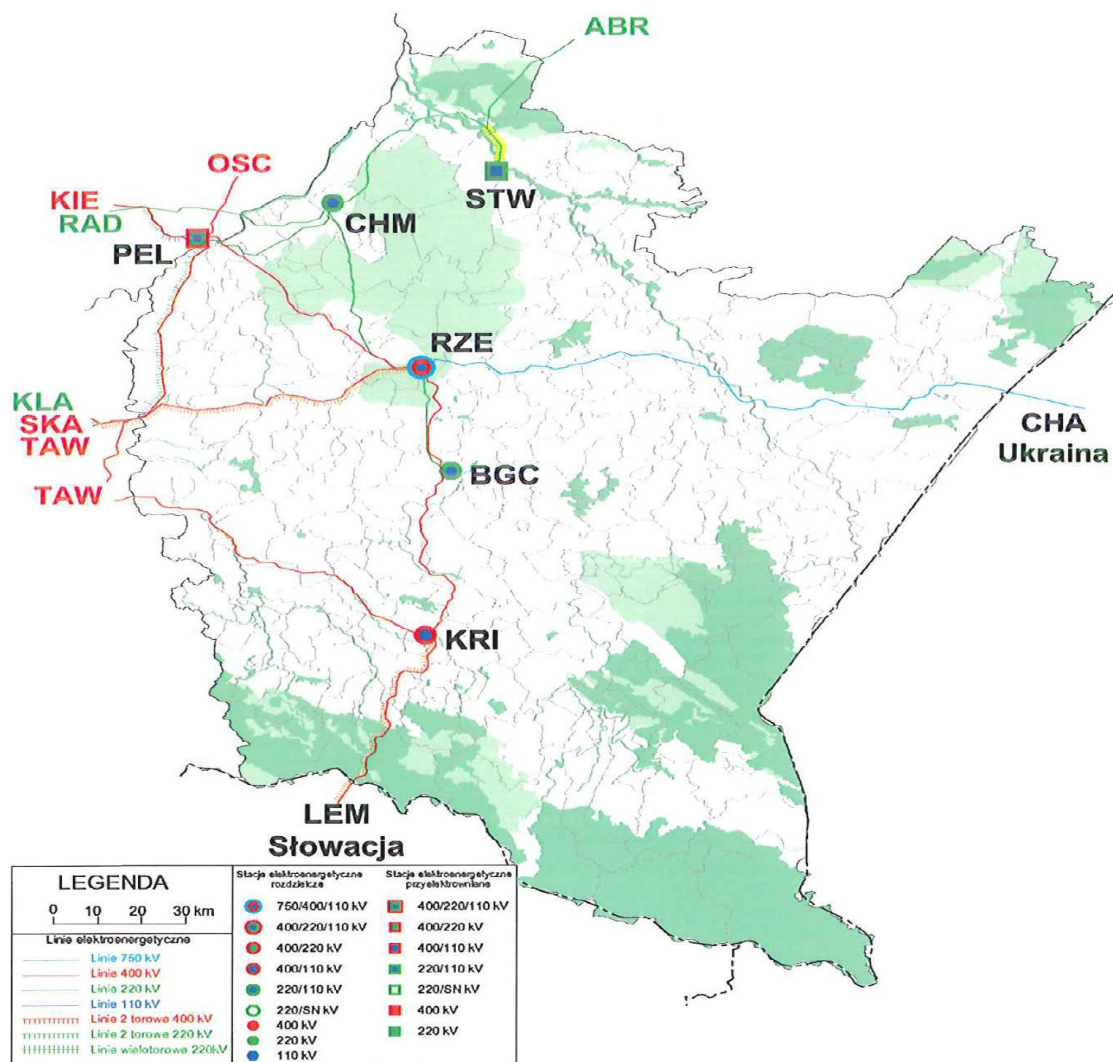 ABR
OSC
KIE
RAD
PEL
CHM
STW
RZE
KLA
SKA
TAW
TAW
CHA
Ukraina
BGC
KRI
LEM
Słowacja
LEGENDA
0 10 20 30 km
Linie elektroenergetyczne
Linie 750 kV
Linie 400 kV
Linie 220 kV
Linie 110 kV
Linie 2 torowe 400 kV
Linie 2 torowe 220 kV
Linie wielotorowe 220kV
Stacje elektroenergetyczne
rozdzielcze
750/400/110 kV
400/220/110 kV
400/220 kV
400/110 kV
220/110 kV
220/SN kV
400 kV
220 kV
110 kV
Stacje elektroenergetyczne
przyelektrowniane
400/220/110 kV
400/220 kV
400/110 kV
220/110 kV
220/SN kV
400 kV
220 kV